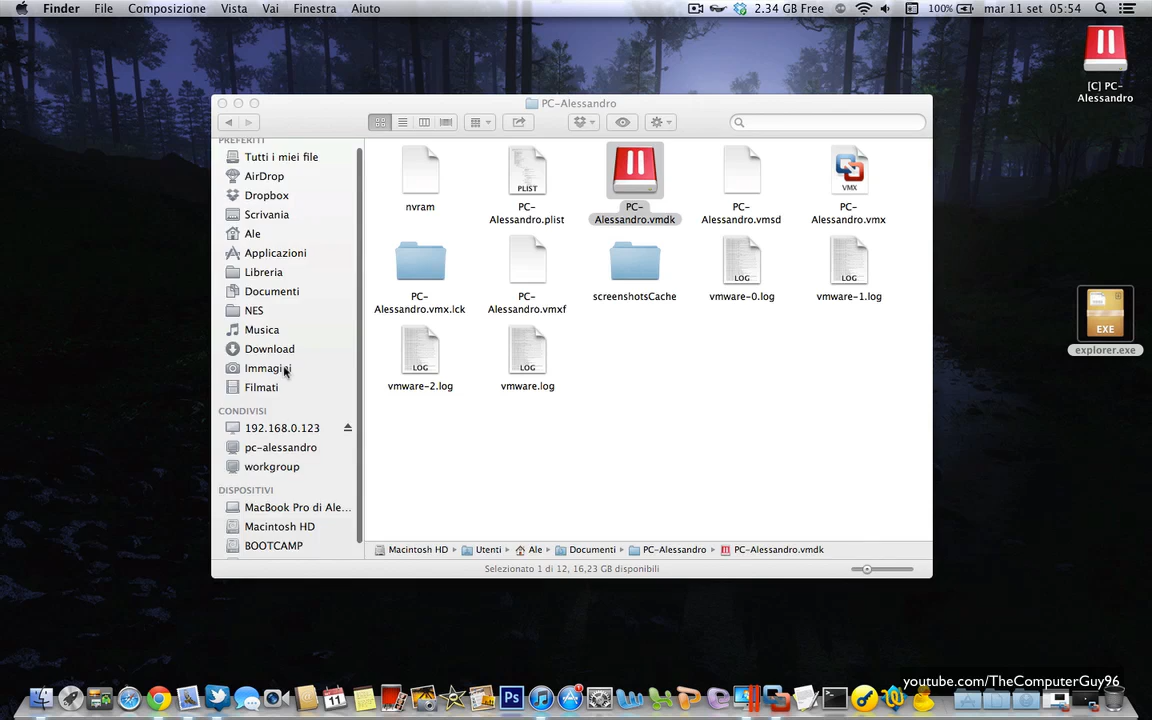 Finder File Composizione Vista Vai Finestra Aiuto 2.34 GB Free 100% mar 11 set 05:54
[C] PC-
Alessandro
explorer.exe
PC-Alessandro
PREFERITI
Tutti i miei file
AirDrop
Dropbox
Scrivania
Ale
Applicazioni
Libreria
Documenti
NES
Musica
Download
Immagini
Filmati
CONDIVISI
192.168.0.123
pc-alessandro
workgroup
DISPOSITIVI
MacBook Pro di Ale...
Macintosh HD
BOOTCAMP
nvram
PLIST
PC-
Alessandro.plist
PC-
Alessandro.vmdk
PC-
Alessandro.vmsd
VMX
PC-
Alessandro.vmx
PC-
Alessandro.vmx.lck
PC-
Alessandro.vmxf
screenshotsCache
LOG
vmware-0.log
LOG
vmware-1.log
LOG
vmware-2.log
LOG
vmware.log
EXE
Macintosh HD Utenti Ale Documenti PC-Alessandro PC-Alessandro.vmdk
Selezionato 1 di 12, 16,23 GB disponibili
youtube.com/TheComputerGuy96
11
Ps